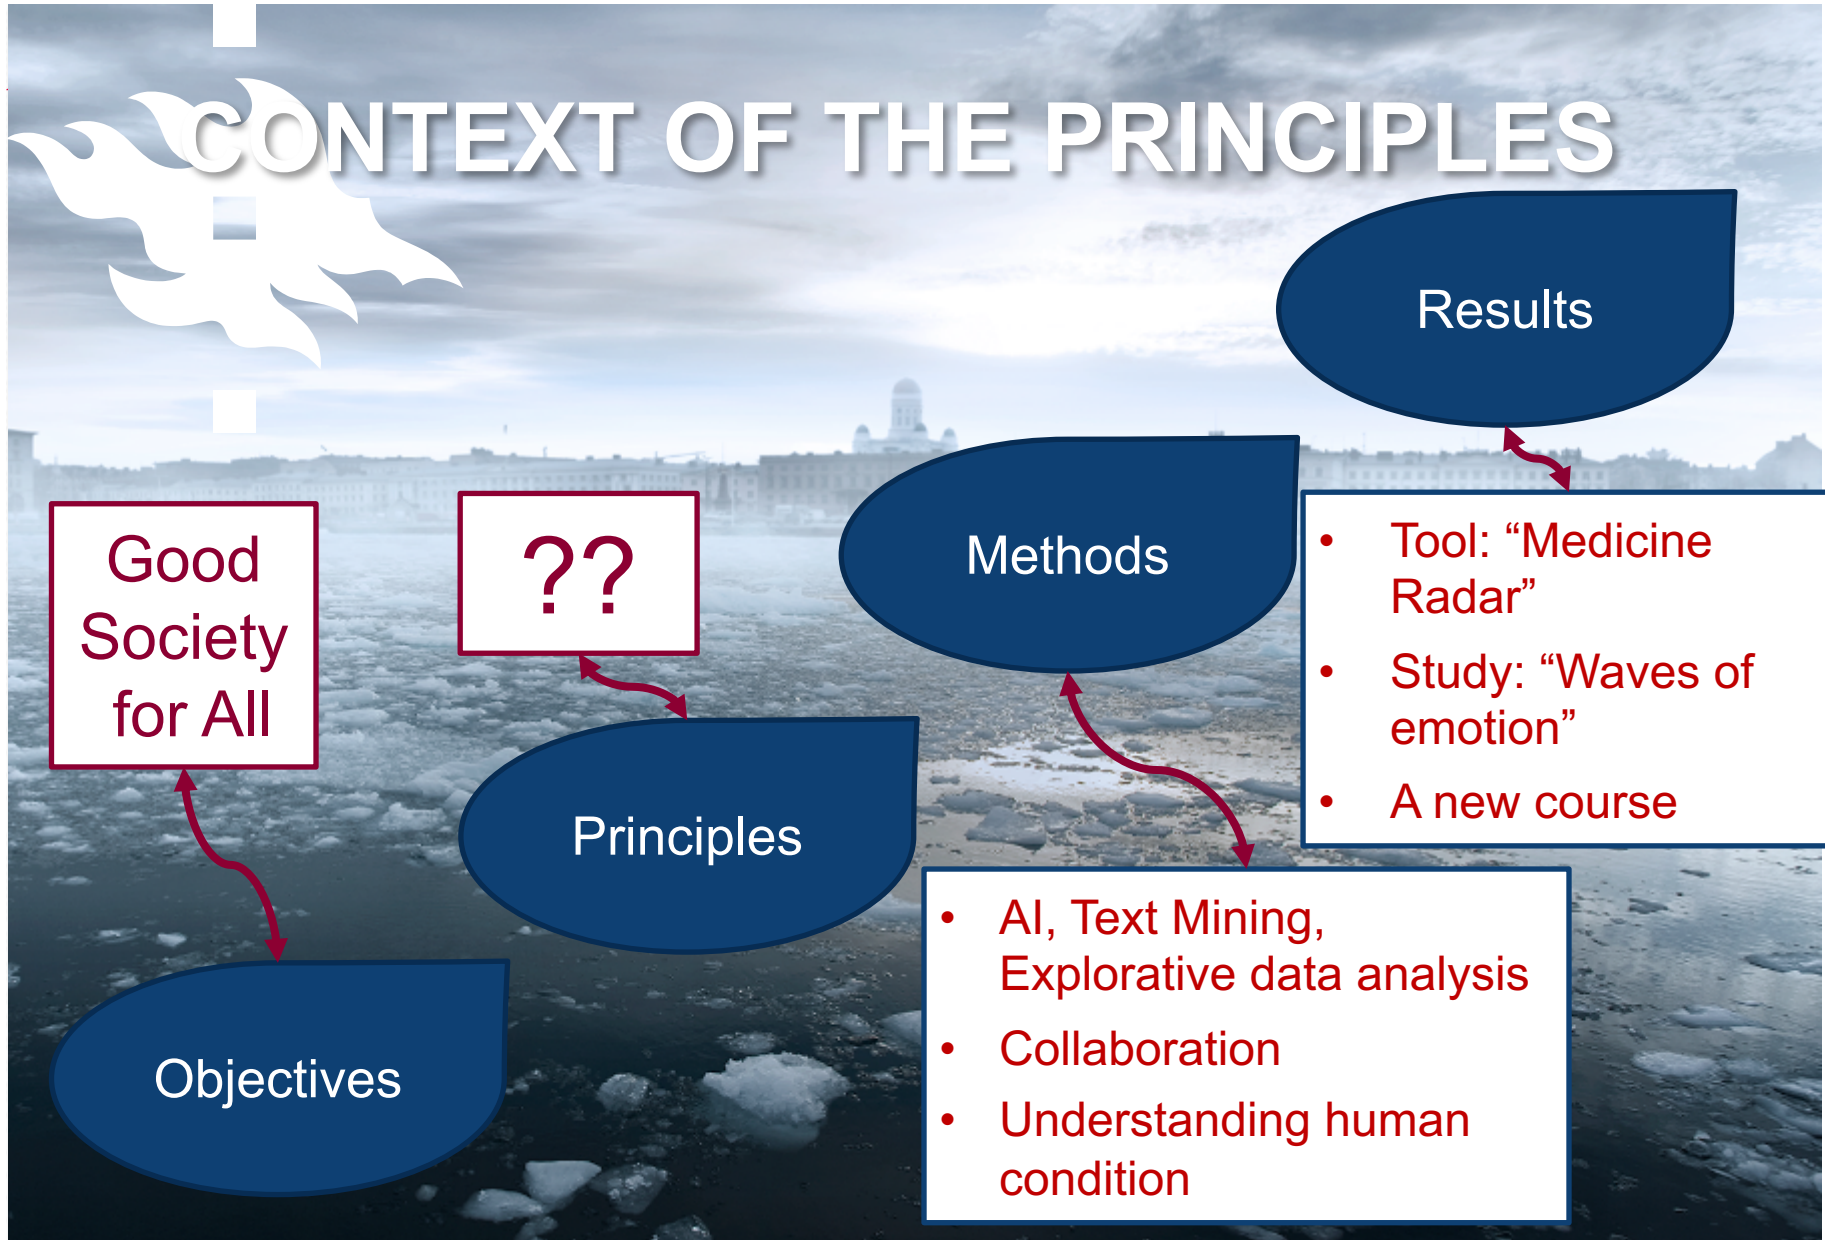 CONTEXT OF THE PRINCIPLES
Results
Good
Society
for All
??
Methods
• Tool: “Medicine
Radar”
• Study: “Waves of
emotion”
• A new course
Principles
• AI, Text Mining,
Explorative data analysis
• Collaboration
• Understanding human
condition
Objectives